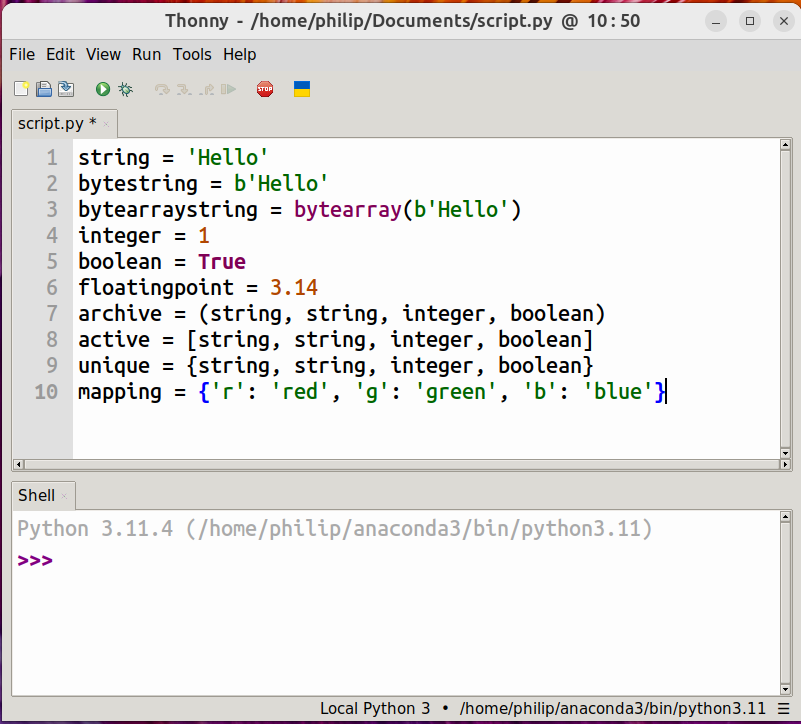 Thonny - /home/philip/Documents/script.py @ 10:50
File Edit View Run Tools Help
STOP
script.py *
1 string = 'Hello'
2 bytestring = b'Hello'
3 bytearraystring = bytearray(b'Hello')
4 integer = 1
5 boolean = True
6 floatingpoint = 3.14
7 archive = (string, string, integer, boolean)
8 active = [string, string, integer, boolean]
9 unique = {string, string, integer, boolean}
10 mapping = {'r': 'red', 'g': 'green', 'b': 'blue'}
Shell
Python 3.11.4 (/home/philip/anaconda3/bin/python3.11)
>>>
Local Python 3 • /home/philip/anaconda3/bin/python3.11 ☰